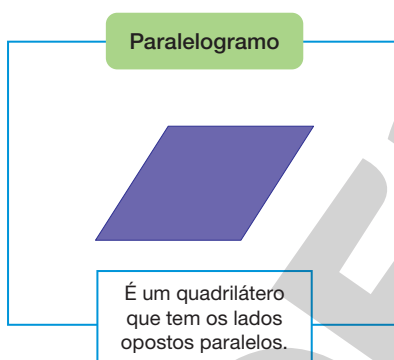 Paralelogramo
É um quadrilátero
que tem os lados
opostos paralelos.